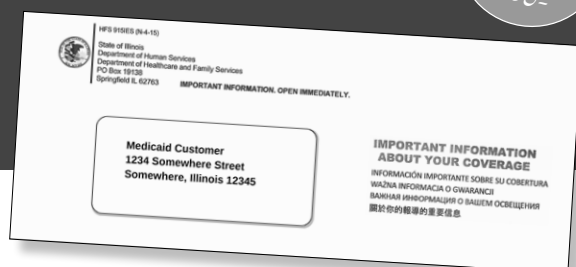 HFS 915IES (N-4-15)
State of Illinois
Department of Human Services
Department of Healthcare and Family Services
PO Box 19138
Springfield IL 62763
IMPORTANT INFORMATION. OPEN IMMEDIATELY.
Medicaid Customer
1234 Somewhere Street
Somewhere, Illinois 12345
IMPORTANT INFORMATION
ABOUT YOUR COVERAGE
INFORMACIÓN IMPORTANTE SOBRE SU COBERTURA
WAŻNA INFORMACJA O GWARANCJI
ВАЖНАЯ ИНФОРМАЦИЯ О ВАШЕМ ОСВЕЩЕНИЯ
關於你的報導的重要信息